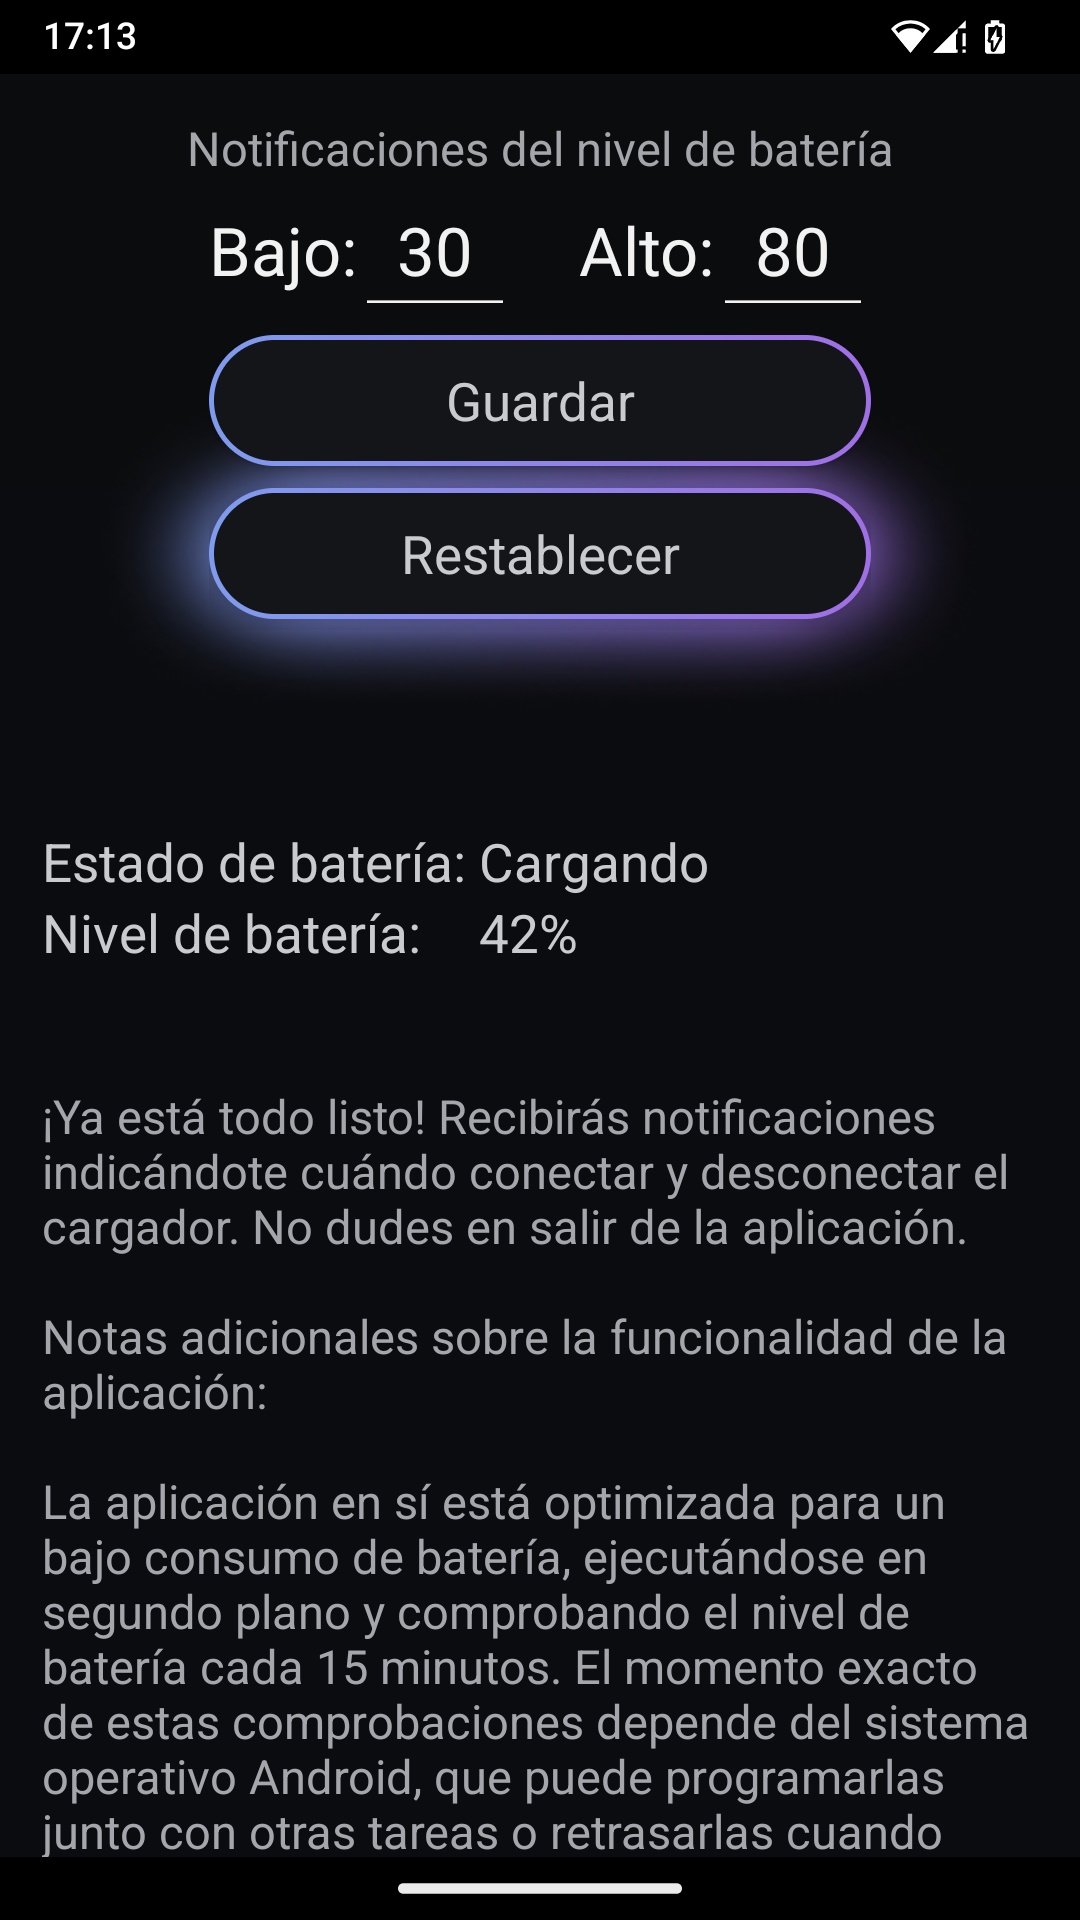 17:13
Notificaciones del nivel de batería
Bajo: 30 Alto: 80
Guardar
Restablecer
Estado de batería: Cargando
Nivel de batería: 42%
¡Ya está todo listo! Recibirás notificaciones
indicándote cuándo conectar y desconectar el
cargador. No dudes en salir de la aplicación.
Notas adicionales sobre la funcionalidad de la
aplicación:
La aplicación en sí está optimizada para un
bajo consumo de batería, ejecutándose en
segundo plano y comprobando el nivel de
batería cada 15 minutos. El momento exacto
de estas comprobaciones depende del sistema
operativo Android, que puede programarlas
junto con otras tareas o retrasarlas cuando